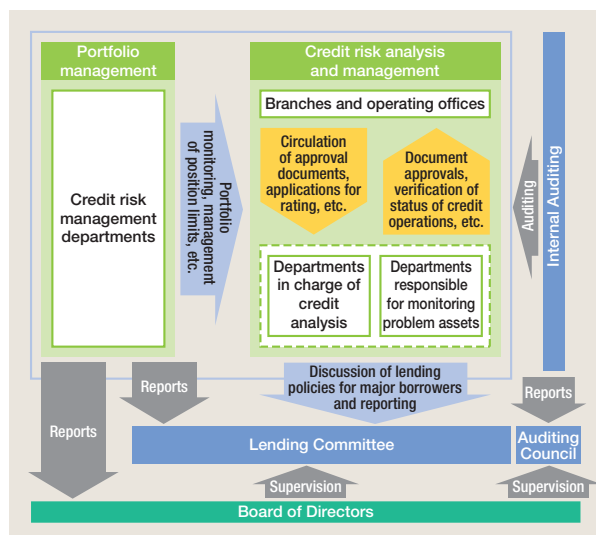 Portfolio
management
Credit risk
management
departments
Portfolio
monitoring, management
of position limits, etc.
Credit risk analysis
and management
Branches and operating offices
Circulation
of approval
documents,
applications for
rating, etc.
Document
approvals,
verification of
status of credit
operations, etc.
Departments
in charge of
credit
analysis
Departments
responsible
for monitoring
problem assets
Auditing
Internal Auditing
Reports
Reports
Discussion of lending
policies for major borrowers
and reporting
Reports
Lending Committee
Auditing
Council
Supervision
Supervision
Board of Directors